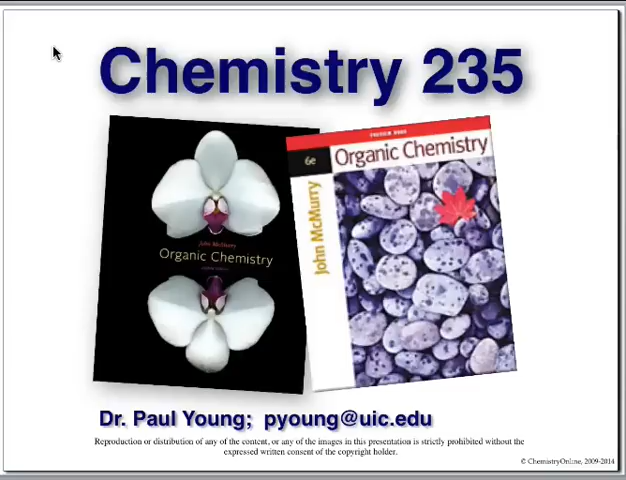 Chemistry 235
PREVIEW BOOK
6e
Organic Chemistry
John McMurry
John McMurry
Organic Chemistry
Dr. Paul Young; pyoung@uic.edu
Reproduction or distribution of any of the content, or any of the images in this presentation is strictly prohibited without the
expressed written consent of the copyright holder.
© ChemistryOnline, 2009-2014